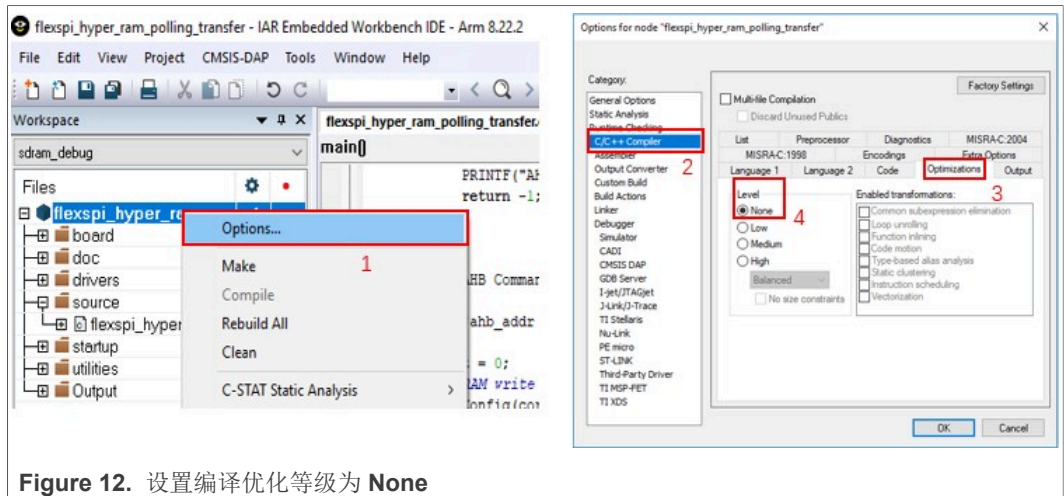 flexspi_hyper_ram_polling_transfer - IAR Embedded Workbench IDE - Arm 8.22.2
File Edit View Project CMSIS-DAP Tools Window Help
Workspace
flexspi_hyper_ram_polling_transfer.
sdram_debug
main()
Files
PRINTF("AH
return -1;
flexspi_hyper_ra
board
doc
drivers
source
flexspi_hyper
startup
utilities
Output
Options...
1
Make
Compile
Rebuild All
Clean
C-STAT Static Analysis
AHB Comman
ahb_addr
= 0;
RAM write
Config(con
Options for node "flexspi_hyper_ram_polling_transfer"
Category:
General Options
Static Analysis
Runtime Checking
C/C++ Compiler
2
Assembler
Output Converter
Custom Build
Build Actions
Linker
Debugger
Simulator
CADI
CMSIS DAP
GDB Server
I-jet/JTAGjet
J-Link/J-Trace
TI Stellaris
Nu-Link
PE micro
ST-LINK
Third-Party Driver
TI MSP-FET
TI XDS
Factory Settings
Multi-file Compilation
Discard Unused Publics
List Preprocessor Diagnostics MISRA-C:2004
MISRA-C:1998 Encodings Extra Options
Language 1 Language 2 Code Optimizations Output
3
Level
None
4
Low
Medium
High
Balanced
No size constraints
Enabled transformations:
Common subexpression elimination
Loop unrolling
Function inlining
Code motion
Type-based alias analysis
Static clustering
Instruction scheduling
Vectorization
OK Cancel
Figure 12. 设置编译优化等级为 None